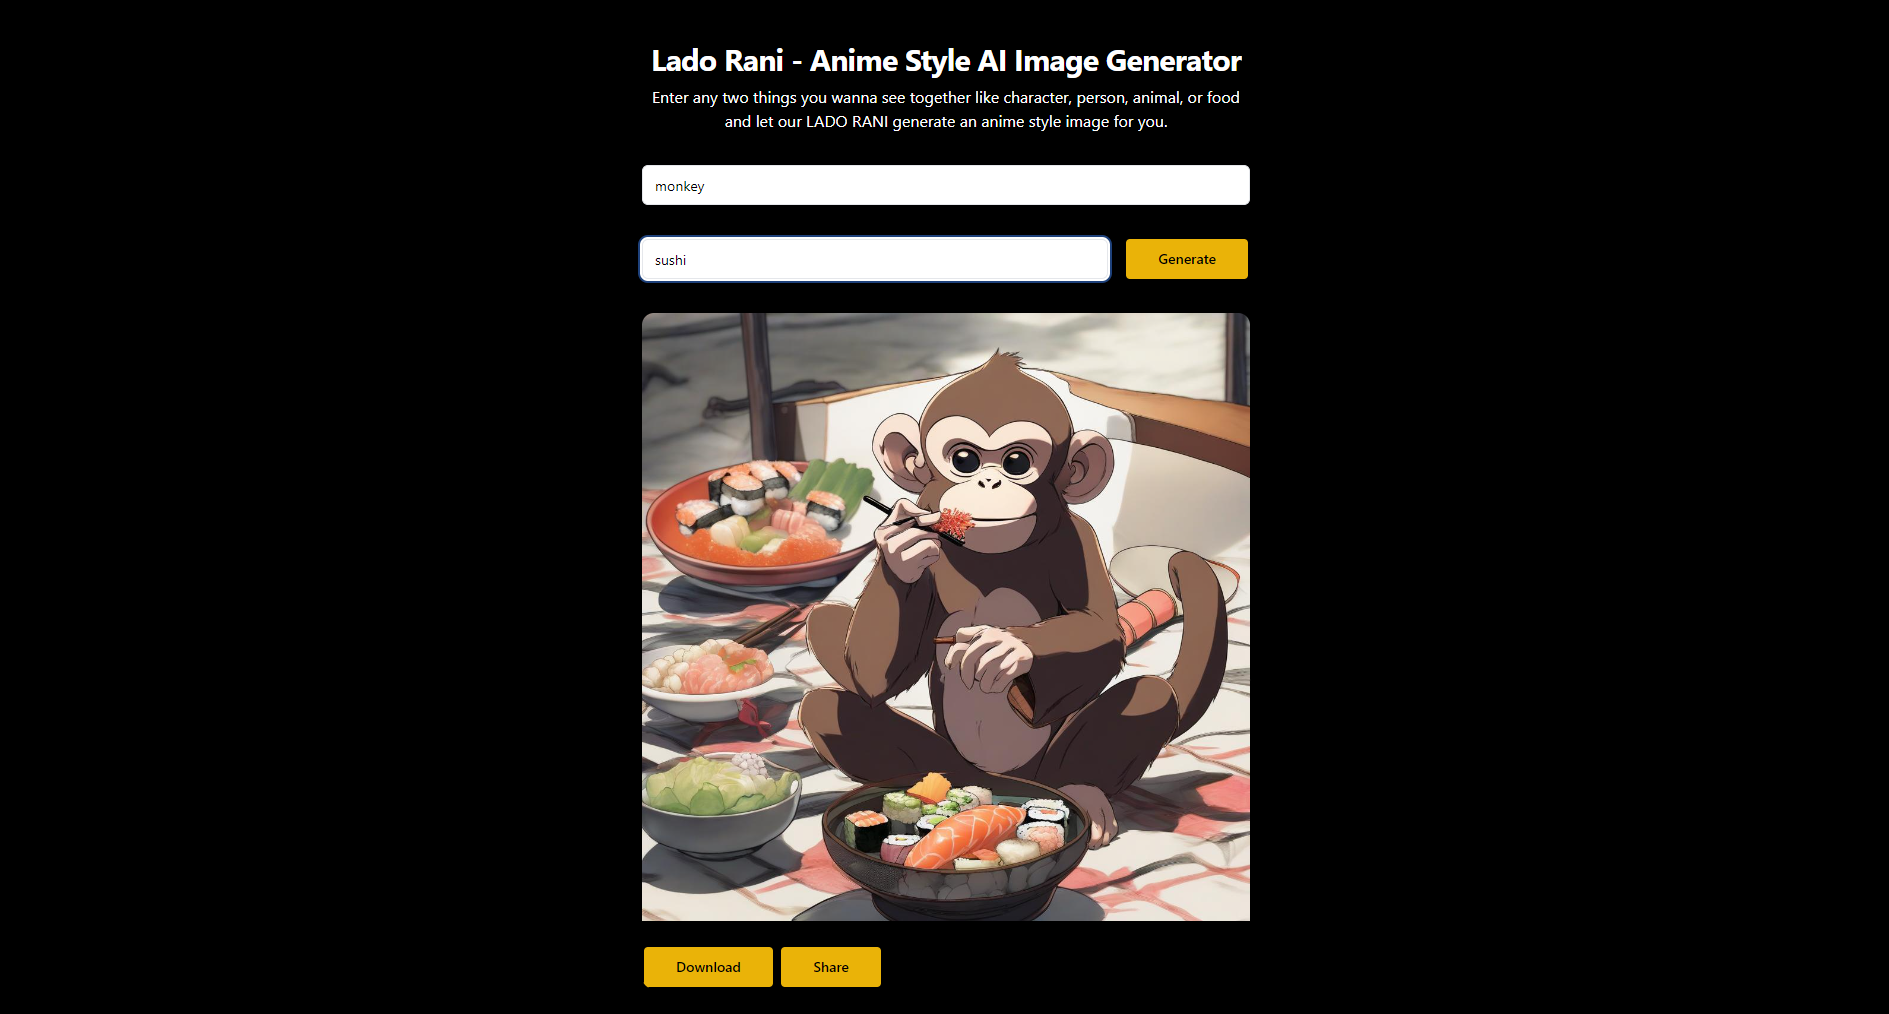 Lado Rani - Anime Style AI Image Generator
Enter any two things you wanna see together like character, person, animal, or food
and let our LADO RANI generate an anime style image for you.
monkey
sushi
Generate
Download
Share